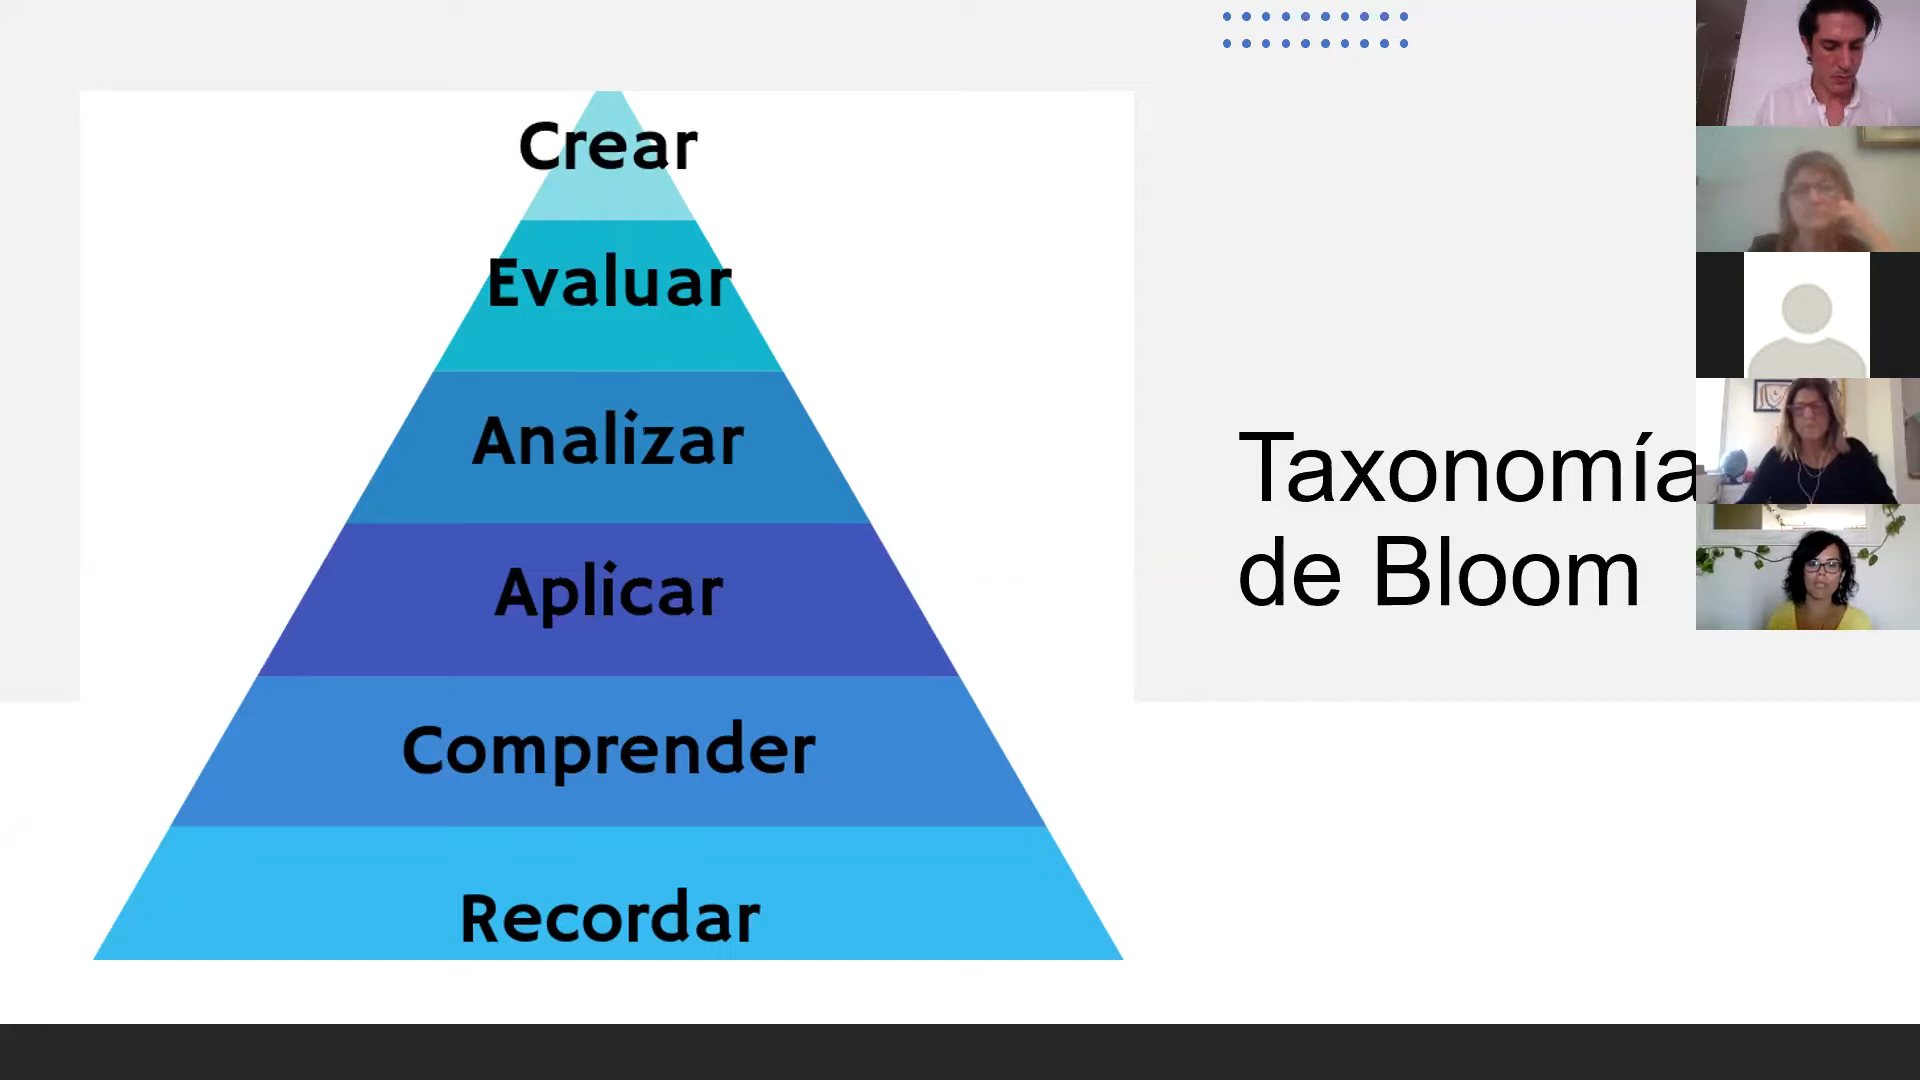 Crear
Evaluar
Analizar
Aplicar
Comprender
Recordar
Taxonomía
de Bloom